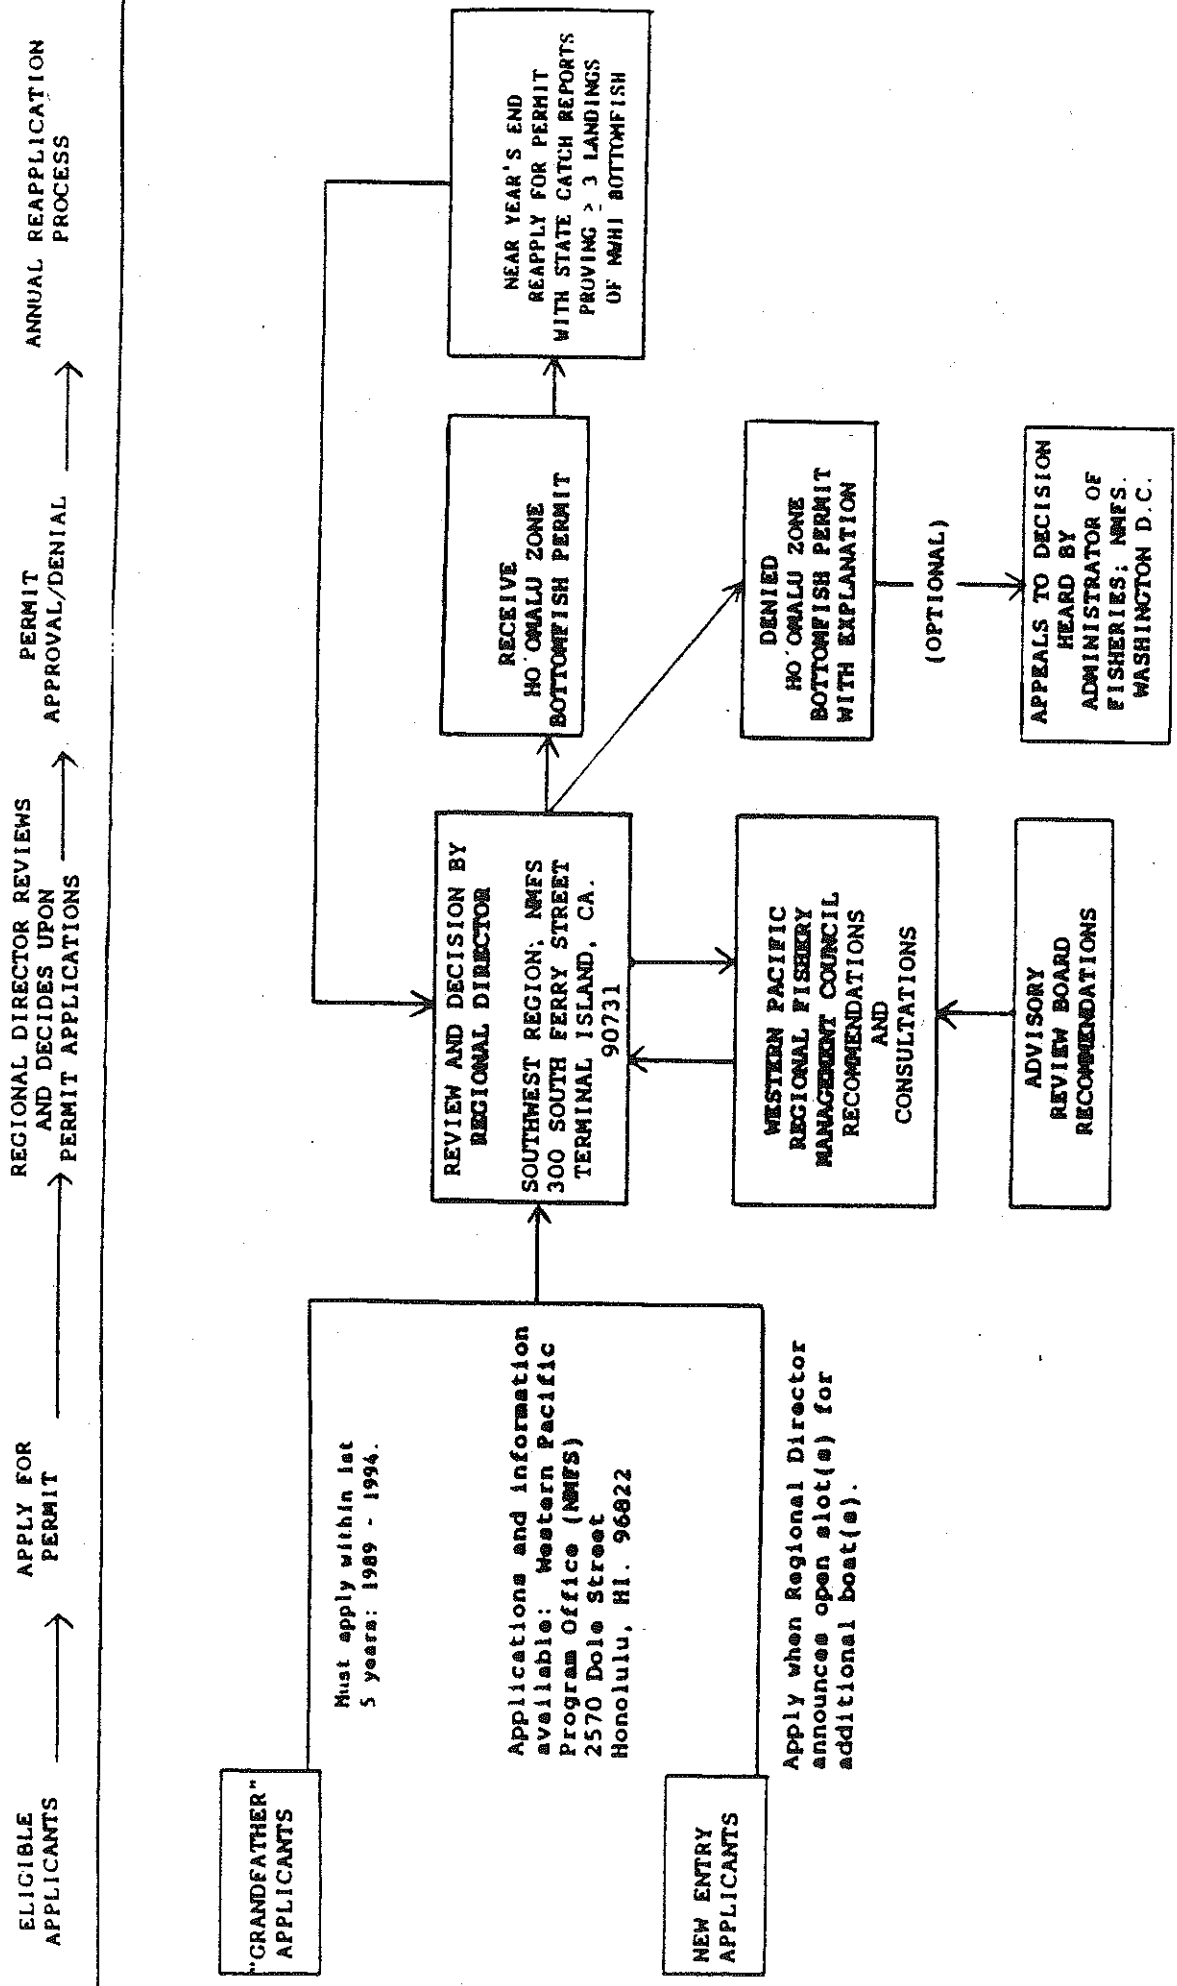 ELIGIBLE
APPLICANTS
APPLY FOR
PERMIT
REGIONAL DIRECTOR REVIEWS
AND DECIDES UPON
PERMIT APPLICATIONS
PERMIT
APPROVAL/DENIAL
ANNUAL REAPPLICATION
PROCESS
"GRANDFATHER"
APPLICANTS
Must apply within 1st
5 years: 1989 - 1994.
Applications and information
available: Western Pacific
Program Office (NMFS)
2570 Dole Street
Honolulu, HI. 96822
NEW ENTRY
APPLICANTS
Apply when Regional Director
announces open slot(s) for
additional boat(s).
REVIEW AND DECISION BY
REGIONAL DIRECTOR
SOUTHWEST REGION; NMFS
300 SOUTH FERRY STREET
TERMINAL ISLAND, CA.
90731
WESTERN PACIFIC
REGIONAL FISHERY
MANAGEMENT COUNCIL
RECOMMENDATIONS
AND
CONSULTATIONS
ADVISORY
REVIEW BOARD
RECOMMENDATIONS
RECEIVE
HO'OMALU ZONE
BOTTOMFISH PERMIT
DENIED
HO'OMALU ZONE
BOTTOMFISH PERMIT
WITH EXPLANATION
(OPTIONAL)
APPEALS TO DECISION
HEARD BY
ADMINISTRATOR OF
FISHERIES; NMFS.
WASHINGTON D.C.
NEAR YEAR'S END
REAPPLY FOR PERMIT
WITH STATE CATCH REPORTS
PROVING ≥ 3 LANDINGS
OF NWHI BOTTOMFISH